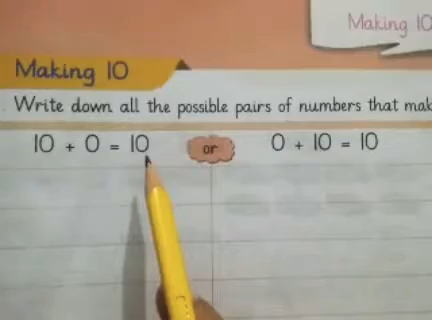 Making 10
Making 10
Write down all the possible pairs of numbers that mak
10 + 0 = 10 or 0 + 10 = 10